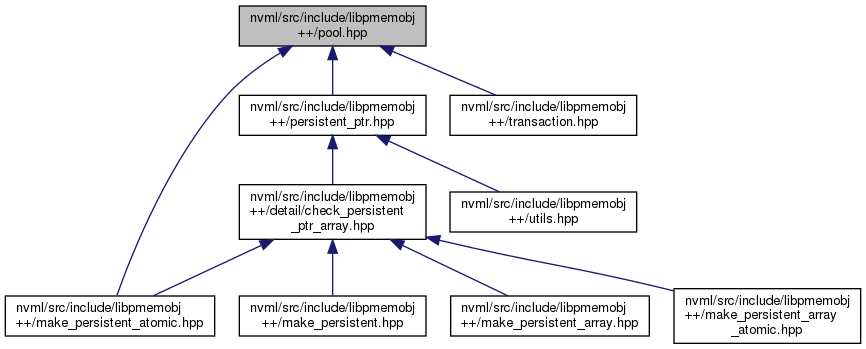 nvml/src/include/libpmemobj
++/pool.hpp
nvml/src/include/libpmemobj
++/persistent_ptr.hpp
nvml/src/include/libpmemobj
++/transaction.hpp
nvml/src/include/libpmemobj
++/detail/check_persistent
_ptr_array.hpp
nvml/src/include/libpmemobj
++/utils.hpp
nvml/src/include/libpmemobj
++/make_persistent_atomic.hpp
nvml/src/include/libpmemobj
++/make_persistent.hpp
nvml/src/include/libpmemobj
++/make_persistent_array.hpp
nvml/src/include/libpmemobj
++/make_persistent_array
_atomic.hpp